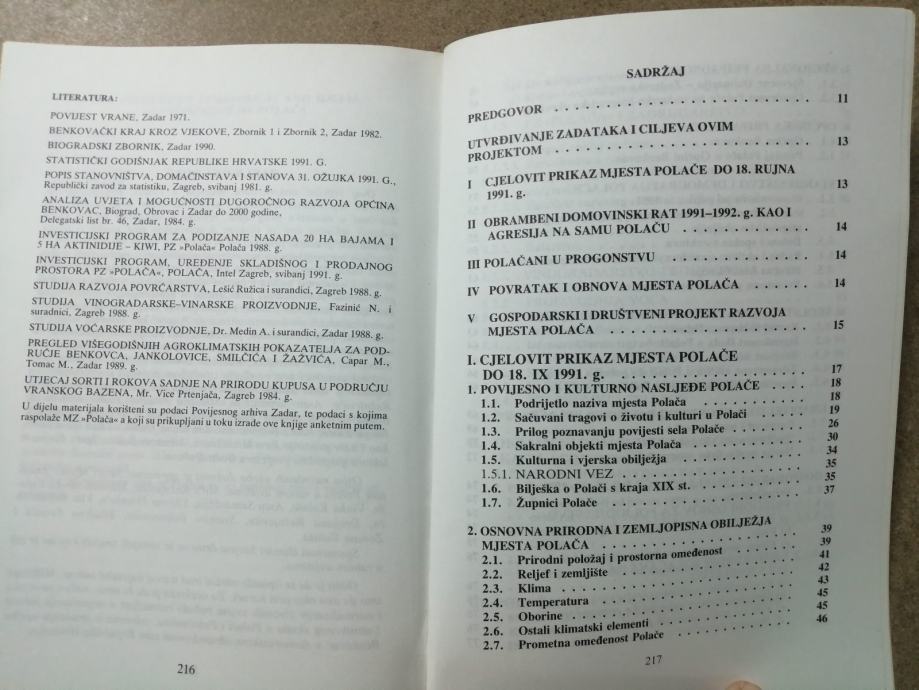 LITERATURA:
POVIJEST VRANE, Zadar 1971.
BENKOVAČKI KRAJ KROZ VJEKOVE, Zbornik 1 i Zbornik 2, Zadar 1982.
BIOGRADSKI ZBORNIK, Zadar 1990.
STATISTIČKI GODIŠNJAK REPUBLIKE HRVATSKE 1991. G.
POPIS STANOVNIŠTVA, DOMAĆINSTAVA I STANOVA 31. OŽUJKA 1991. G.,
Republički zavod za statistiku, Zagreb, svibanj 1981. g.
ANALIZA UVJETA I MOGUĆNOSTI DUGOROČNOG RAZVOJA OPĆINA
BENKOVAC, Biograd, Obrovac i Zadar do 2000 godine,
Delegatski list br. 46, Zadar, 1984. g.
INVESTICIJSKI PROGRAM ZA PODIZANJE NASADA 20 HA BAJAMA I
5 HA AKTINIDIJE – KIWI, PZ »Polača« Polača 1988. g.
INVESTICIJSKI PROGRAM, UREĐENJE SKLADIŠNOG I PRODAJNOG
PROSTORA PZ »POLAČA«, POLAČA, Intel Zagreb, svibanj 1991. g.
STUDIJA RAZVOJA POVRĆARSTVA, Lešić Ružica i surandici, Zagreb 1988. g.
STUDIJA VINOGRADARSKE–VINARSKE PROIZVODNJE, Fazinić N. i
suradnici, Zagreb 1988. g.
STUDIJA VOĆARSKE PROIZVODNJE, Dr. Medin A. i surandici, Zadar 1988. g.
PREGLED VIŠEGODIŠNJIH AGROKLIMATSKIH POKAZATELJA ZA POD-
RUČJE BENKOVCA, JANKOLOVICE, SMILČIĆA I ŽAŽVIĆA, Capar M.,
Tomac M., Zadar 1989. g.
UTJECAJ SORTI I ROKOVA SADNJE NA PRIRODU KUPUSA U PODRUČJU
VRANSKOG BAZENA, Mr. Vice Prtenjača, Zagreb 1984. g.
U dijelu materijala korišteni su podaci Povijesnog arhiva Zadar, te podaci s kojima
raspolaže MZ »Polača« a koji su prikupljani u toku izrade ove knjige anketnim putem.
216
SADRŽAJ
PREDGOVOR . . . . . . . . . . . . . . . . . . . . 11
UTVRĐIVANJE ZADATAKA I CILJEVA OVIM
PROJEKTOM . . . . . . . . . . . . . . . . . . . . 13
I CJELOVIT PRIKAZ MJESTA POLAČE DO 18. RUJNA
1991. g. . . . . . . . . . . . . . . . . . . . . 13
II OBRAMBENI DOMOVINSKI RAT 1991–1992. g. KAO I
AGRESIJA NA SAMU POLAČU . . . . . . . . . . . . 14
III POLAČANI U PROGONSTVU . . . . . . . . . . . . 14
IV POVRATAK I OBNOVA MJESTA POLAČA . . . . . . . 14
V GOSPODARSKI I DRUŠTVENI PROJEKT RAZVOJA
MJESTA POLAČA . . . . . . . . . . . . . . . . . 15
I. CJELOVIT PRIKAZ MJESTA POLAČE
DO 18. IX 1991. g. . . . . . . . . . . . . . . . 17
1. POVIJESNO I KULTURNO NASLJEĐE POLAČE . . . . . 18
1.1. Podrijetlo naziva mjesta Polača . . . . . . . 18
1.2. Sačuvani tragovi o životu i kulturi u Polači . . . . 19
1.3. Prilog poznavanju povijesti sela Polače . . . . . 26
1.4. Sakralni objekti mjesta Polača . . . . . . . . 30
1.5. Kulturna i vjerska obilježja . . . . . . . . . 34
1.5.1. NARODNI VEZ . . . . . . . . . . . . . . . 35
1.6. Bilješka o Polači s kraja XIX st. . . . . . . . 35
1.7. Župnici Polače . . . . . . . . . . . . . . . 37
2. OSNOVNA PRIRODNA I ZEMLJOPISNA OBILJEŽJA
MJESTA POLAČA . . . . . . . . . . . . . . . . . 39
2.1. Prirodni položaj i prostorna omeđenost . . . . . 39
2.2. Reljef i zemljište . . . . . . . . . . . . . . 41
2.3. Klima . . . . . . . . . . . . . . . . . . . . 42
2.4. Temperatura . . . . . . . . . . . . . . . . . 43
2.5. Oborine . . . . . . . . . . . . . . . . . . . 45
2.6. Ostali klimatski elementi . . . . . . . . . . . 45
2.7. Prometna omeđenost Polače . . . . . . . . . . 46
217